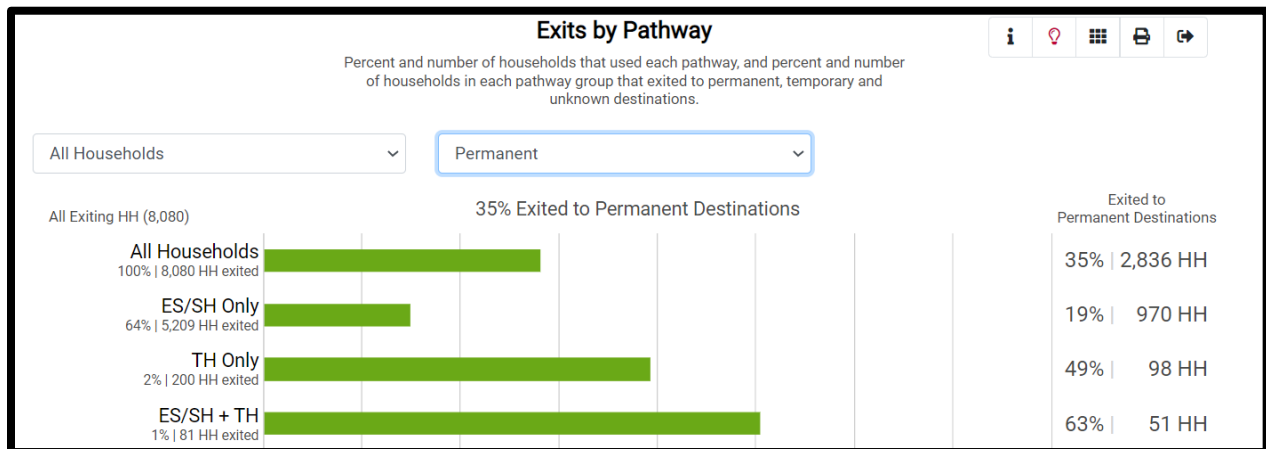 Exits by Pathway
Percent and number of households that used each pathway, and percent and number
of households in each pathway group that exited to permanent, temporary and
unknown destinations.
All Households
Permanent
All Exiting HH (8,080)
35% Exited to Permanent Destinations
Exited to
Permanent Destinations
All Households
100% | 8,080 HH exited
35% | 2,836 HH
ES/SH Only
64% | 5,209 HH exited
19% | 970 HH
TH Only
2% | 200 HH exited
49% | 98 HH
ES/SH + TH
1% | 81 HH exited
63% | 51 HH